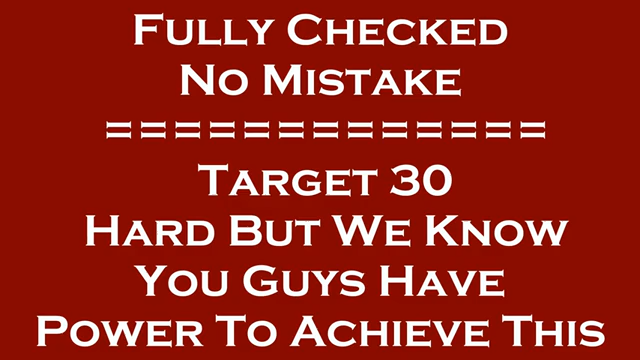 Fully Checked
No Mistake
=============
Target 30
Hard But We Know
You Guys Have
Power To Achieve This